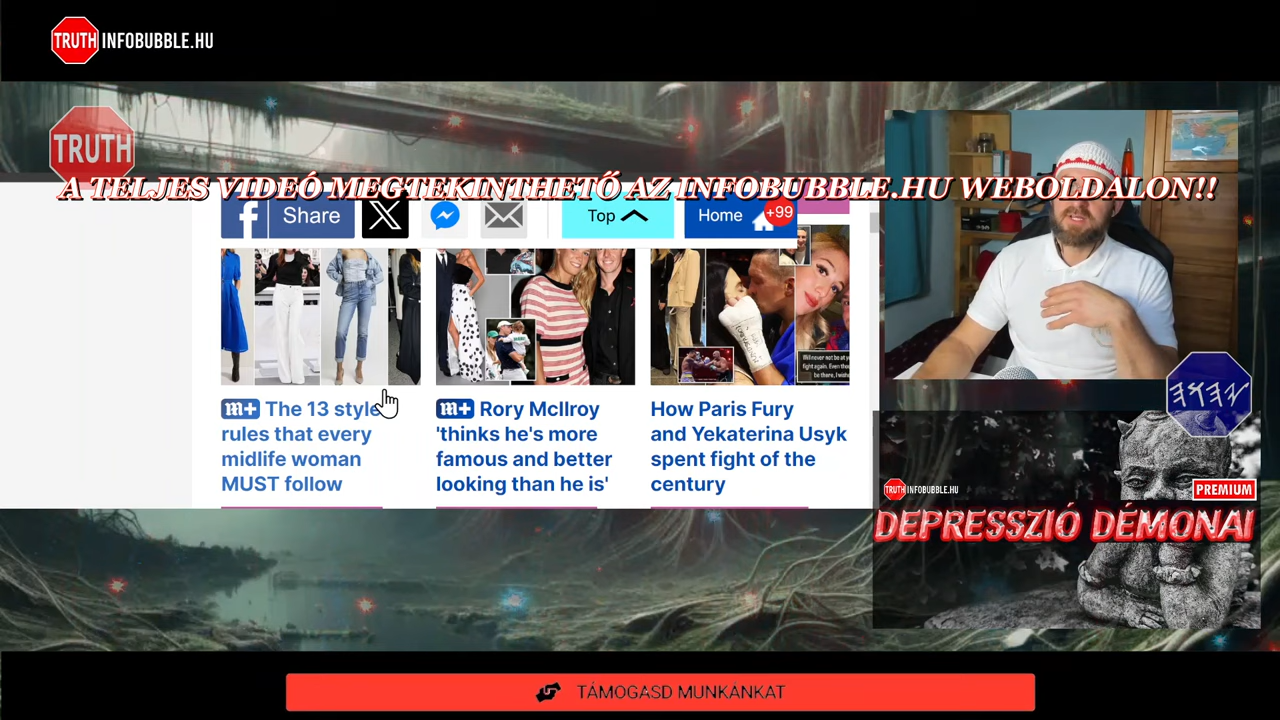 TRUTH INFOBUBBLE.HU
TRUTH
A TELJES VIDEÓ MEGTEKINTHETŐ AZ INFOBUBBLE.HU WEBOLDALON!!
f Share
X
Top
Home +99
The 13 style
rules that every
midlife woman
MUST follow
m+ Rory McIlroy
'thinks he's more
famous and better
looking than he is'
How Paris Fury
and Yekaterina Usyk
spent fight of the
century
𐤉𐤄𐤅𐤄
TRUTH INFOBUBBLE.HU
PREMIUM
DEPRESSZIÓ DÉMONAI
TÁMOGASD MUNKÁNKAT